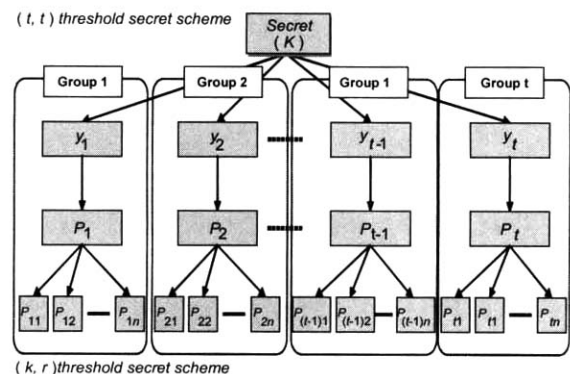 ( t, t ) threshold secret scheme
Secret
( K )
Group 1 Group 2 Group 1 Group t
y1 y2 yt-1 yt
P1 P2 Pt-1 Pt
P11 P12 P1n P21 P22 P2n P(t-1)1 P(t-1)2 P(t-1)n Pt1 Pt1 Ptn
( k, r )threshold secret scheme